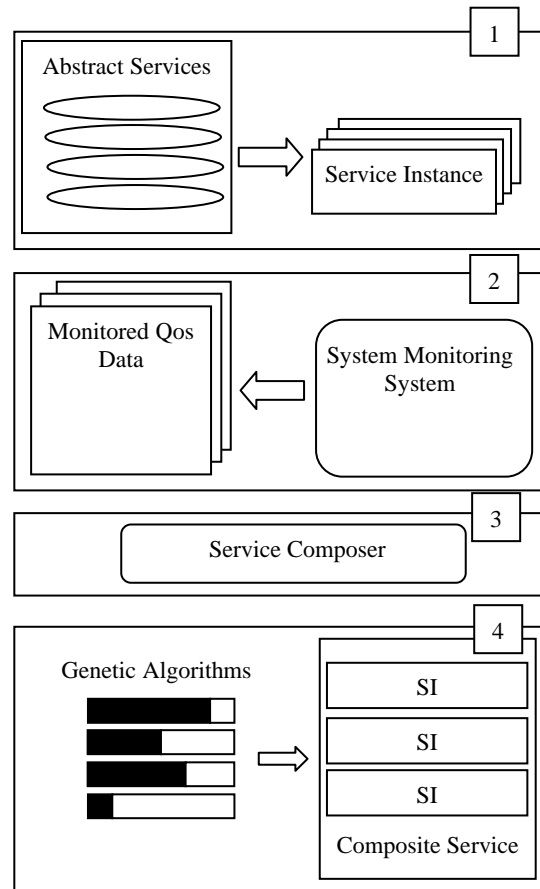 1
Abstract Services
Service Instance
2
Monitored Qos
Data
System Monitoring
System
3
Service Composer
4
Genetic Algorithms
SI
SI
SI
Composite Service